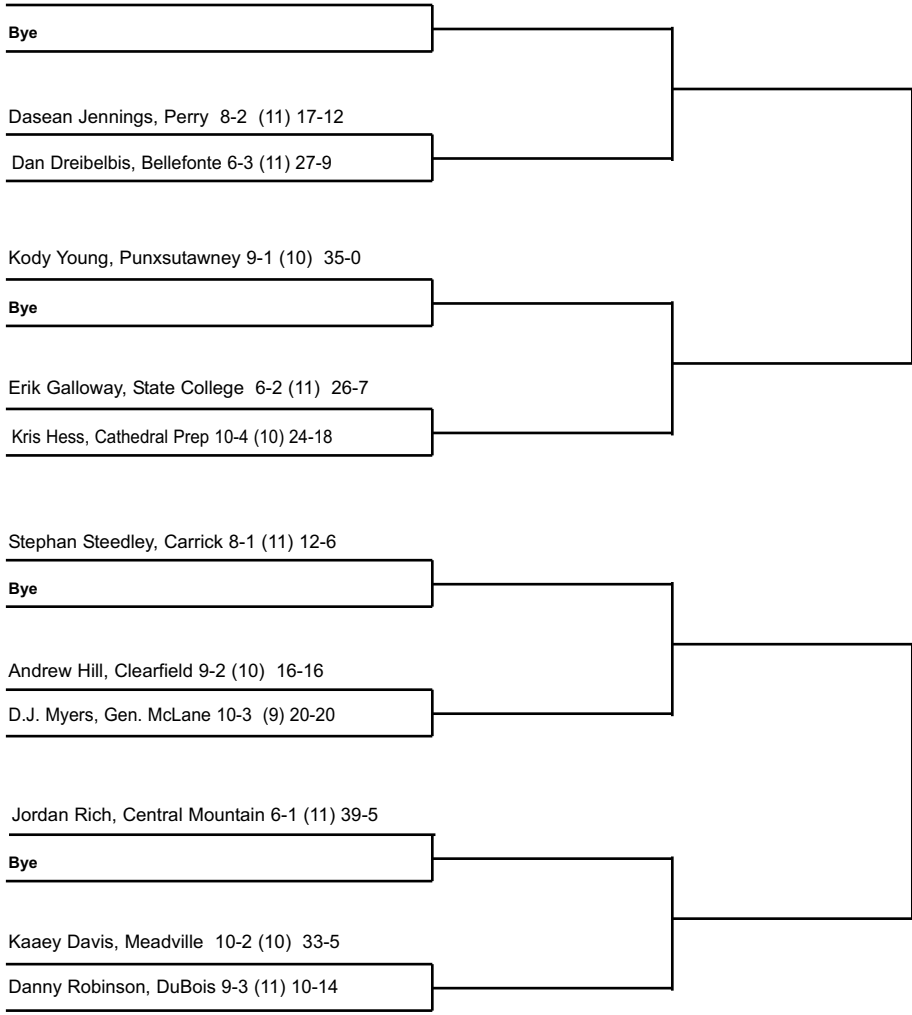 Bye
Dasean Jennings, Perry 8-2 (11) 17-12
Dan Dreibelbis, Bellefonte 6-3 (11) 27-9
Kody Young, Punxsutawney 9-1 (10) 35-0
Bye
Erik Galloway, State College 6-2 (11) 26-7
Kris Hess, Cathedral Prep 10-4 (10) 24-18
Stephan Steedley, Carrick 8-1 (11) 12-6
Bye
Andrew Hill, Clearfield 9-2 (10) 16-16
D.J. Myers, Gen. McLane 10-3 (9) 20-20
Jordan Rich, Central Mountain 6-1 (11) 39-5
Bye
Kaaey Davis, Meadville 10-2 (10) 33-5
Danny Robinson, DuBois 9-3 (11) 10-14